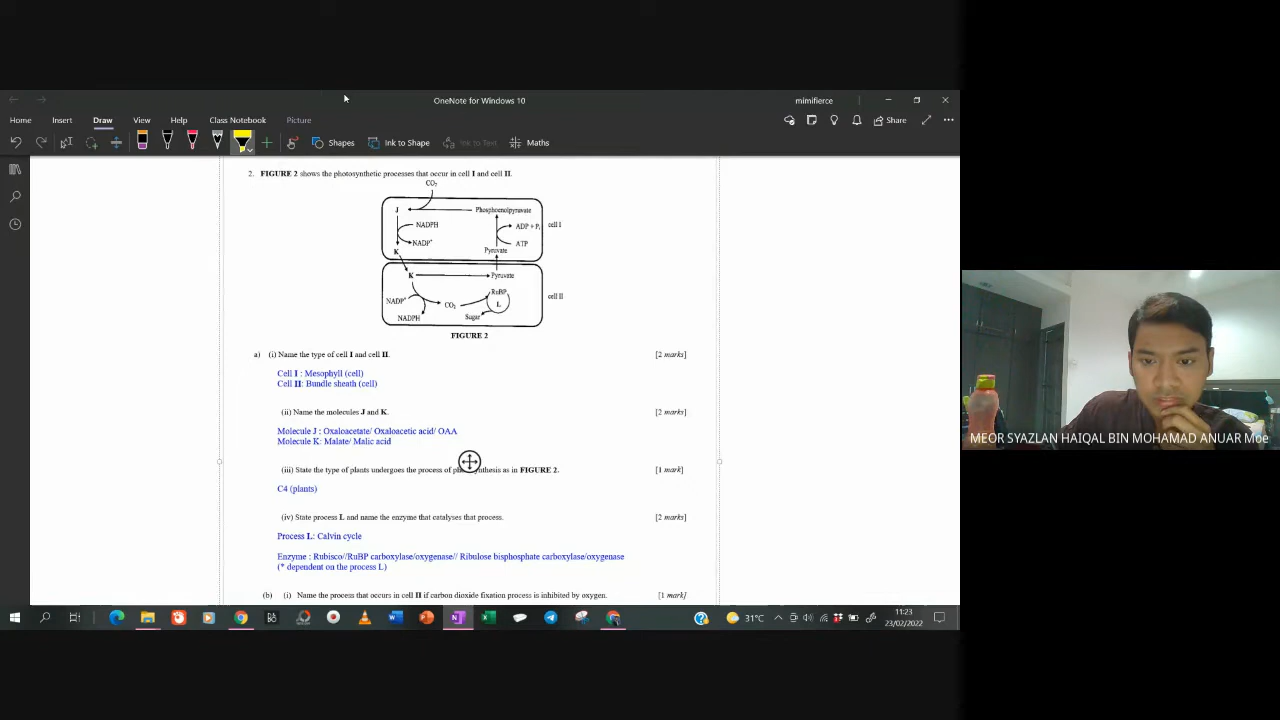 OneNote for Windows 10
mimifierce
Home Insert Draw View Help Class Notebook Picture
Share
Shapes Ink to Shape Ink to Text Maths
2. FIGURE 2 shows the photosynthetic processes that occur in cell I and cell II.
CO2
J Phosphoenolpyruvate
NADPH ADP + Pi cell I
NADP+ ATP
K Pyruvate
K Pyruvate
RuBP cell II
NADP+ CO2 L
NADPH Sugar
FIGURE 2
a) (i) Name the type of cell I and cell II. [2 marks]
Cell I : Mesophyll (cell)
Cell II: Bundle sheath (cell)
(ii) Name the molecules J and K. [2 marks]
Molecule J : Oxaloacetate/ Oxaloacetic acid/ OAA
Molecule K: Malate/ Malic acid
(iii) State the type of plants undergoes the process of photosynthesis as in FIGURE 2. [1 mark]
C4 (plants)
(iv) State process L and name the enzyme that catalyses that process. [2 marks]
Process L: Calvin cycle
Enzyme : Rubisco//RuBP carboxylase/oxygenase// Ribulose bisphosphate carboxylase/oxygenase
(* dependent on the process L)
(b) (i) Name the process that occurs in cell II if carbon dioxide fixation process is inhibited by oxygen. [1 mark]
MEOR SYAZLAN HAIQAL BIN MOHAMAD ANUAR Moe
31°C
11:23
23/02/2022